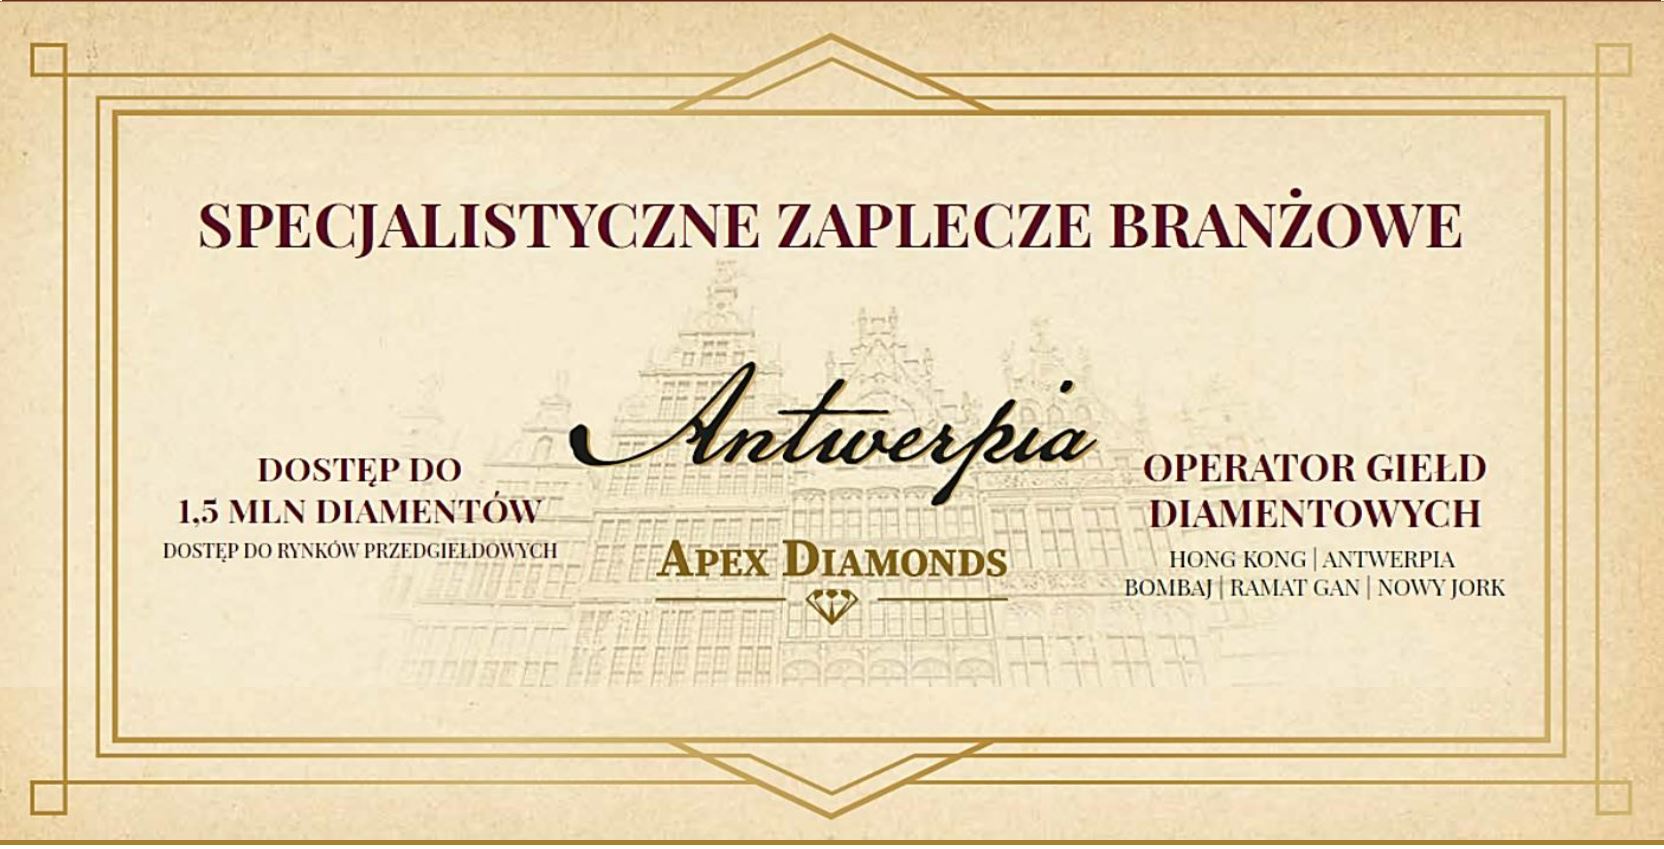 SPECJALISTYCZNE ZAPLECZE BRANŻOWE
Antwerpia
DOSTĘP DO
1,5 MLN DIAMENTÓW
DOSTĘP DO RYNKÓW PRZEDGIEŁDOWYCH
APEX DIAMONDS
OPERATOR GIEŁD
DIAMENTOWYCH
HONG KONG | ANTWERPIA
BOMBAJ | RAMAT GAN | NOWY JORK